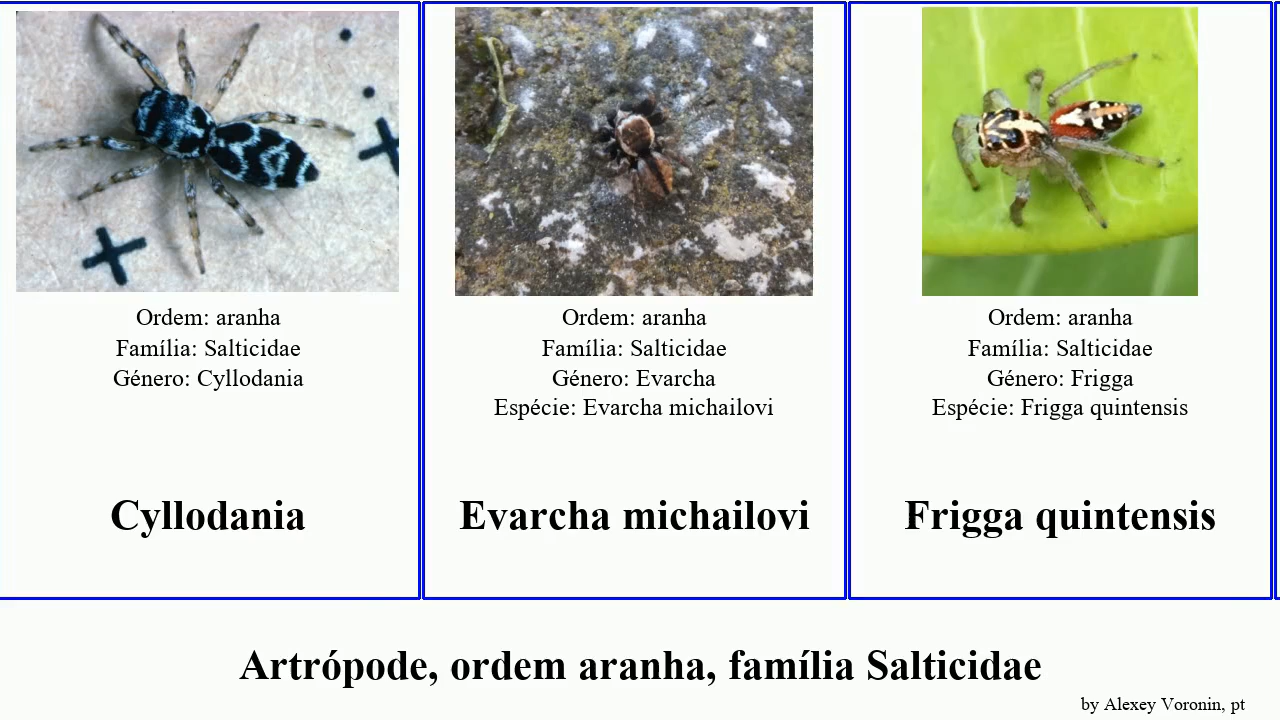 Ordem: aranha
Família: Salticidae
Género: Cyllodania
Cyllodania
Ordem: aranha
Família: Salticidae
Género: Evarcha
Espécie: Evarcha michailovi
Evarcha michailovi
Ordem: aranha
Família: Salticidae
Género: Frigga
Espécie: Frigga quintensis
Frigga quintensis
Artrópode, ordem aranha, família Salticidae
by Alexey Voronin, pt